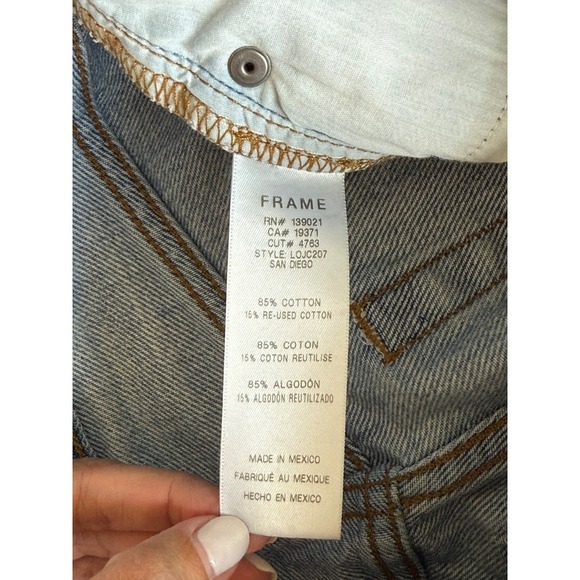 FRAME
RN# 139021
CA# 19371
CUT# 4763
STYLE: LOJC207
SAN DIEGO
85% COTTON
15% RE-USED COTTON
85% COTON
15% COTON REUTILISE
85% ALGODÓN
15% ALGODÓN REUTILIZADO
MADE IN MEXICO
FABRIQUÉ AU MEXIQUE
HECHO EN MEXICO